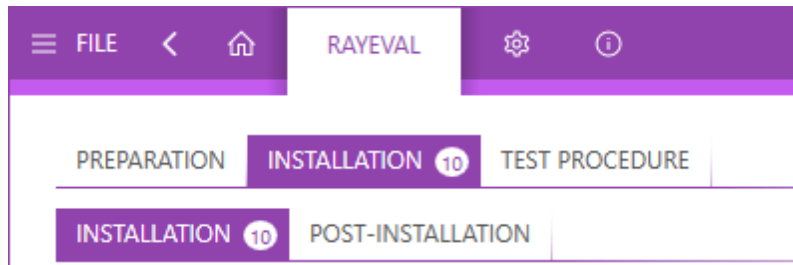 FILE RAYEVAL
PREPARATION INSTALLATION 10 TEST PROCEDURE
INSTALLATION 10 POST-INSTALLATION